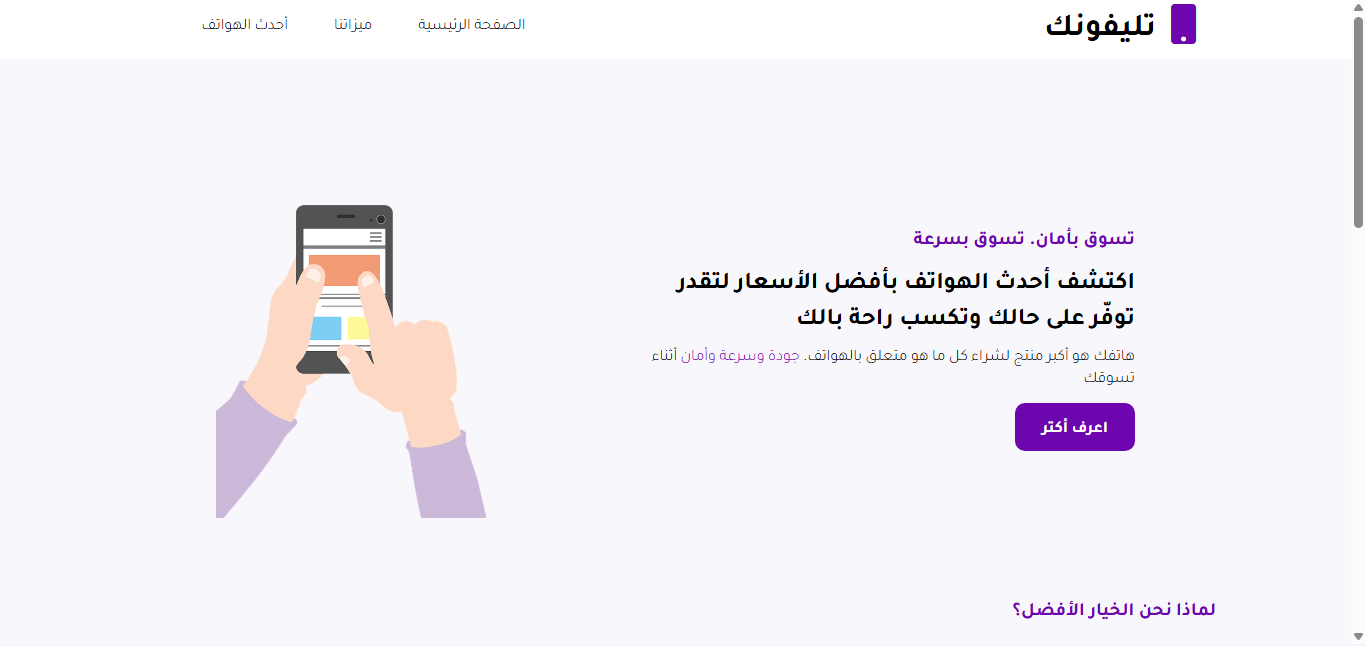 تليفونك
الصفحة الرئيسية
ميزاتنا
أحدث الهواتف
تسوق بأمان. تسوق بسرعة
اكتشف أحدث الهواتف بأفضل الأسعار لتقدر
توفّر على حالك وتكسب راحة بالك
هاتفك هو أكبر منتج لشراء كل ما هو متعلق بالهواتف. جودة وسرعة وأمان أثناء
تسوقك
اعرف أكتر
لماذا نحن الخيار الأفضل؟